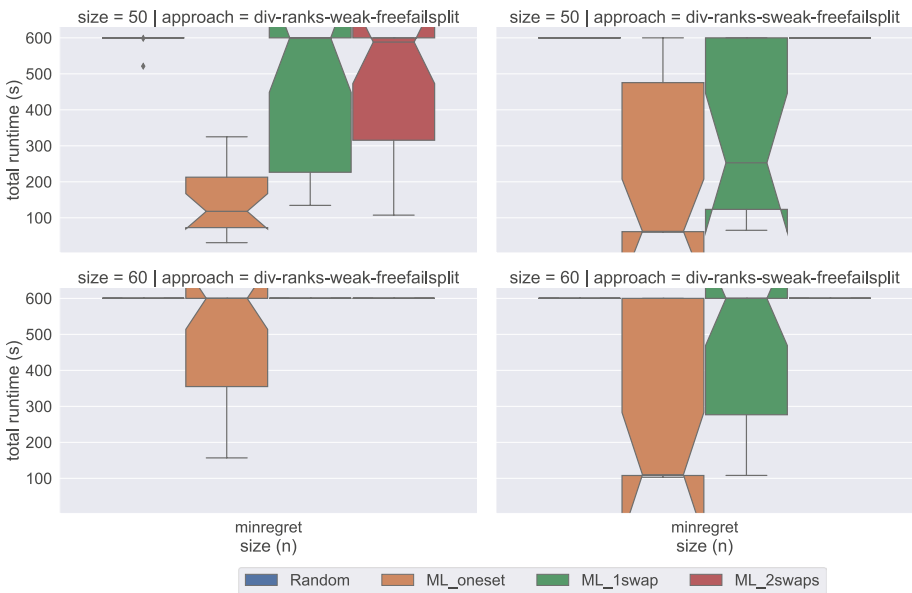 size = 50 | approach = div-ranks-weak-freefailsplit
size = 50 | approach = div-ranks-sweak-freefailsplit
600
500
400
300
200
100
total runtime (s)
size = 60 | approach = div-ranks-weak-freefailsplit
size = 60 | approach = div-ranks-sweak-freefailsplit
600
500
400
300
200
100
total runtime (s)
minregret
minregret
size (n)
size (n)
Random ML_oneset ML_1swap ML_2swaps